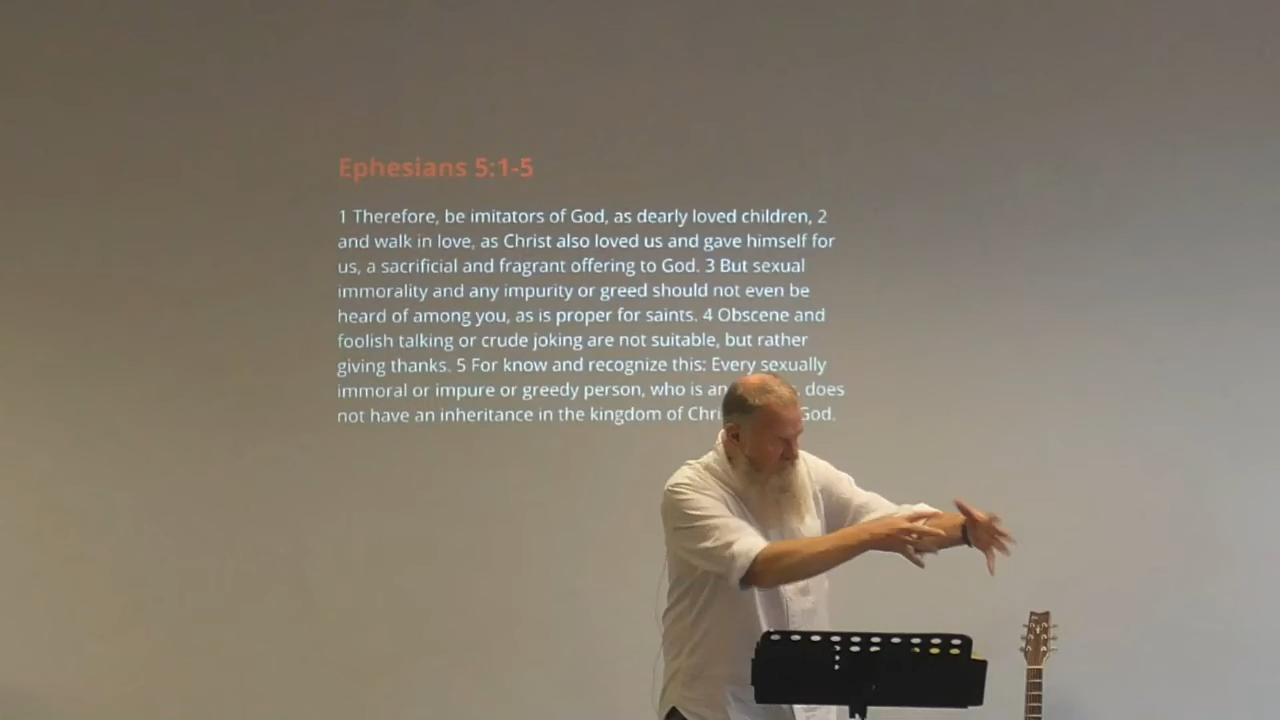 Ephesians 5:1-5
1 Therefore, be imitators of God, as dearly loved children, 2
and walk in love, as Christ also loved us and gave himself for
us, a sacrificial and fragrant offering to God. 3 But sexual
immorality and any impurity or greed should not even be
heard of among you, as is proper for saints. 4 Obscene and
foolish talking or crude joking are not suitable, but rather
giving thanks. 5 For know and recognize this: Every sexually
immoral or impure or greedy person, who is does
not have an inheritance in the kingdom of God.